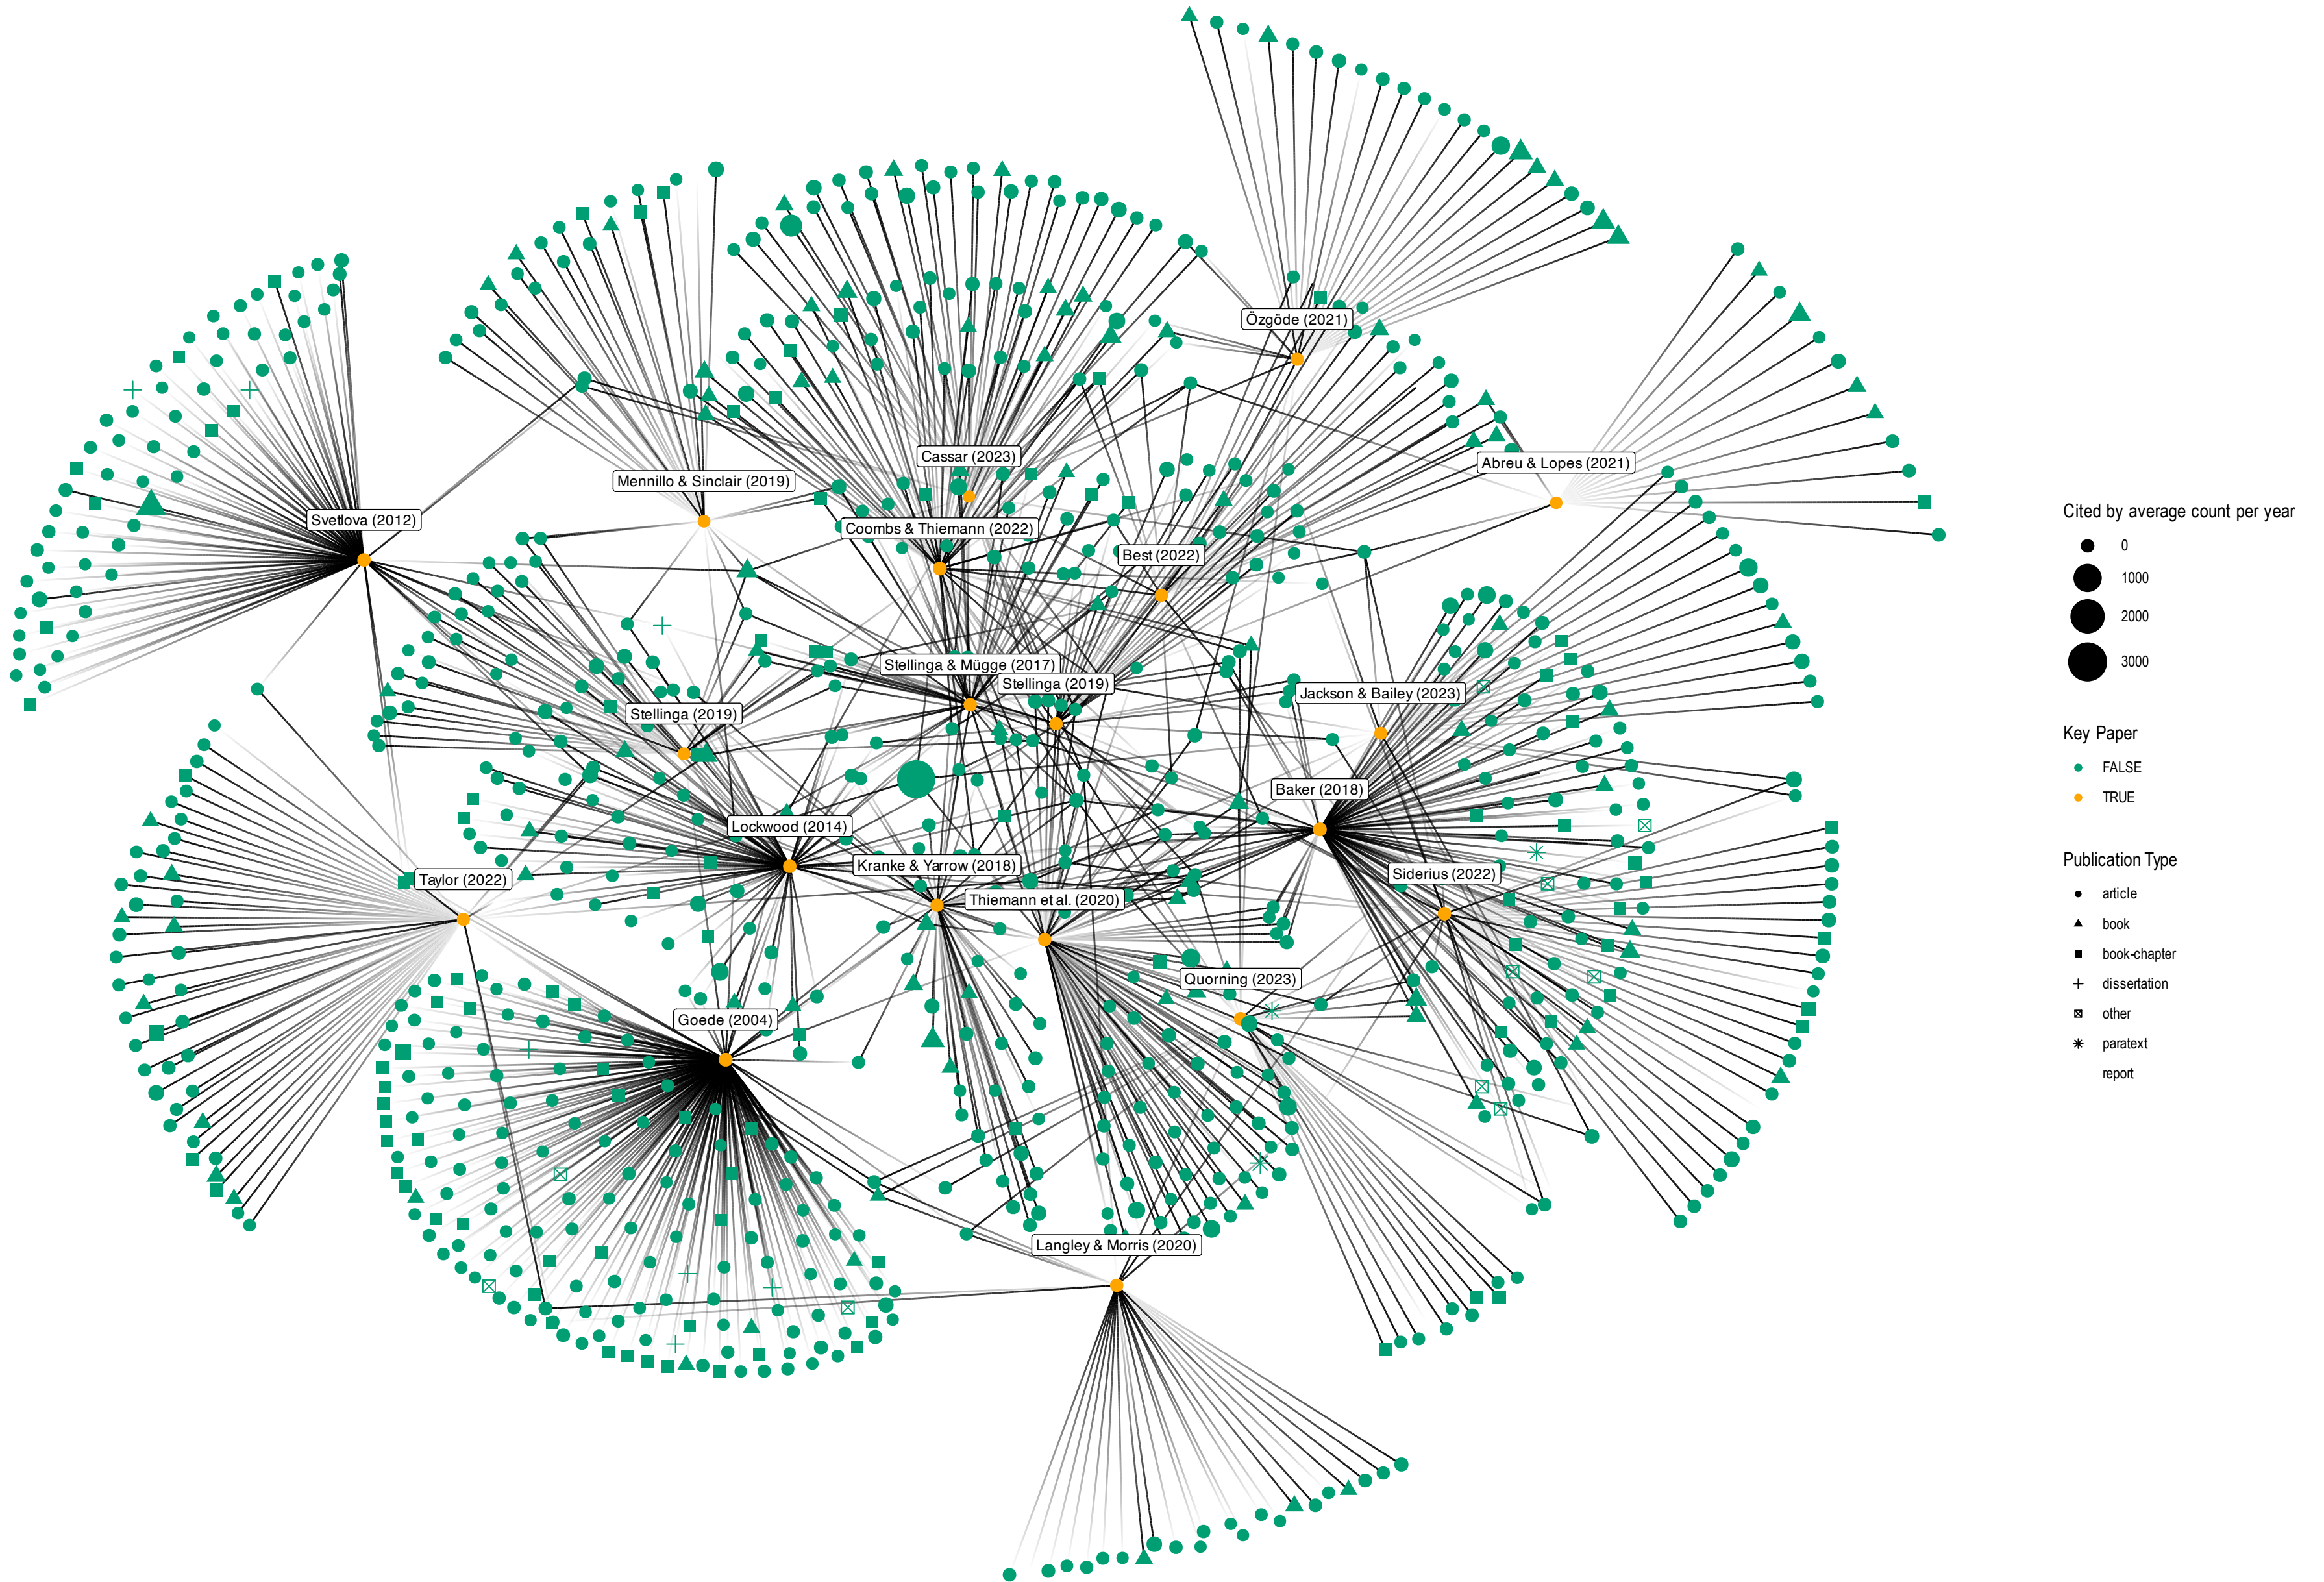 Özgöde (2021)
Cassar (2023)
Abreu & Lopes (2021)
Mennillo & Sinclair (2019)
Svetlova (2012)
Coombs & Thiemann (2022)
Best (2022)
Stellinga & Mügge (2017)
Stellinga (2019)
Jackson & Bailey (2023)
Stellinga (2019)
Baker (2018)
Lockwood (2014)
Kranke & Yarrow (2018)
Siderius (2022)
Taylor (2022)
Thiemann et al. (2020)
Quorning (2023)
Goede (2004)
Langley & Morris (2020)
Cited by average count per year
0
1000
2000
3000
Key Paper
FALSE
TRUE
Publication Type
article
book
book-chapter
dissertation
other
paratext
report